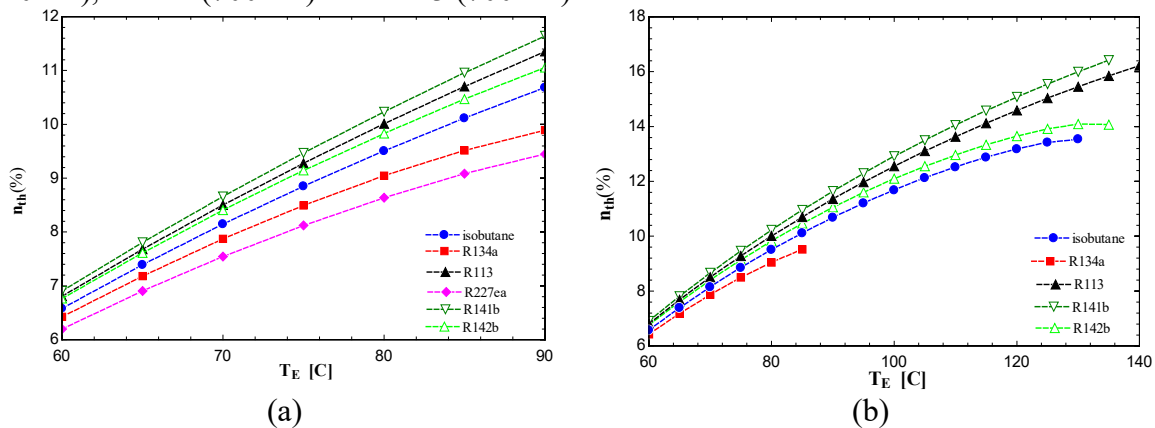 12
11
10
9
8
7
6
60
70
80
90
n_th(%)
T_E [C]
isobutane
R134a
R113
R227ea
R141b
R142b
(a)
18
16
14
12
10
8
6
60
80
100
120
140
n_th(%)
T_E [C]
isobutane
R134a
R113
R141b
R142b
(b)